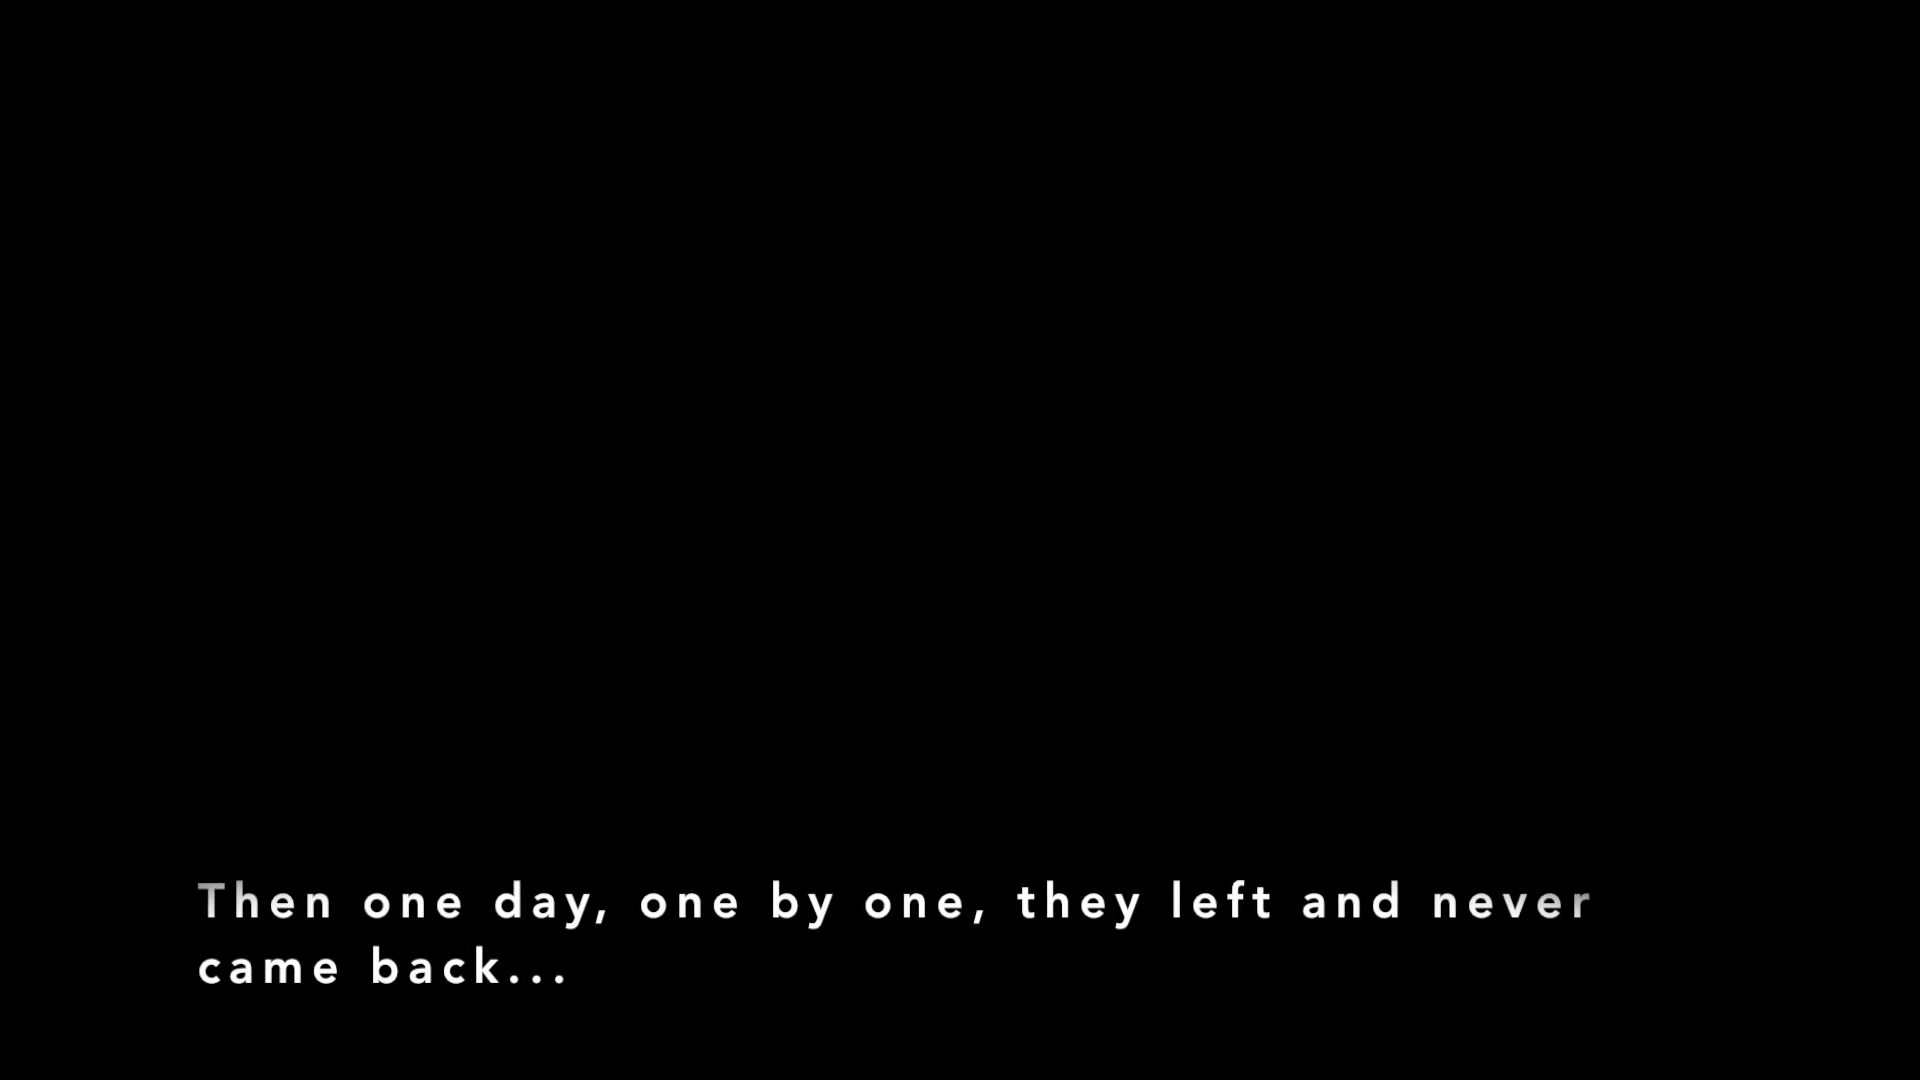 Then one day, one by one, they left and never
came back...